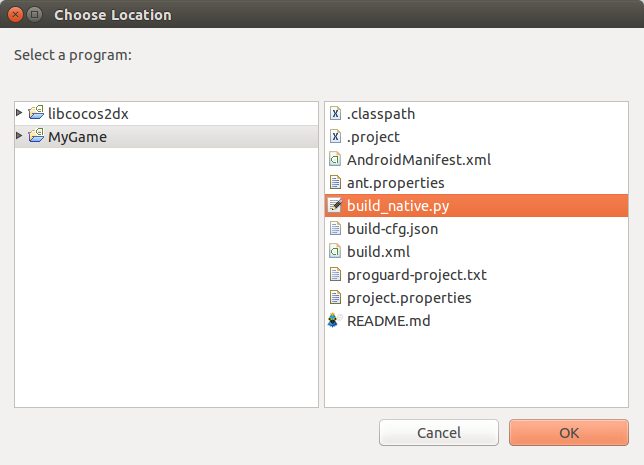 Choose Location
Select a program:
libcocos2dx
MyGame
.classpath
.project
AndroidManifest.xml
ant.properties
build_native.py
build-cfg.json
build.xml
proguard-project.txt
project.properties
README.md
Cancel
OK